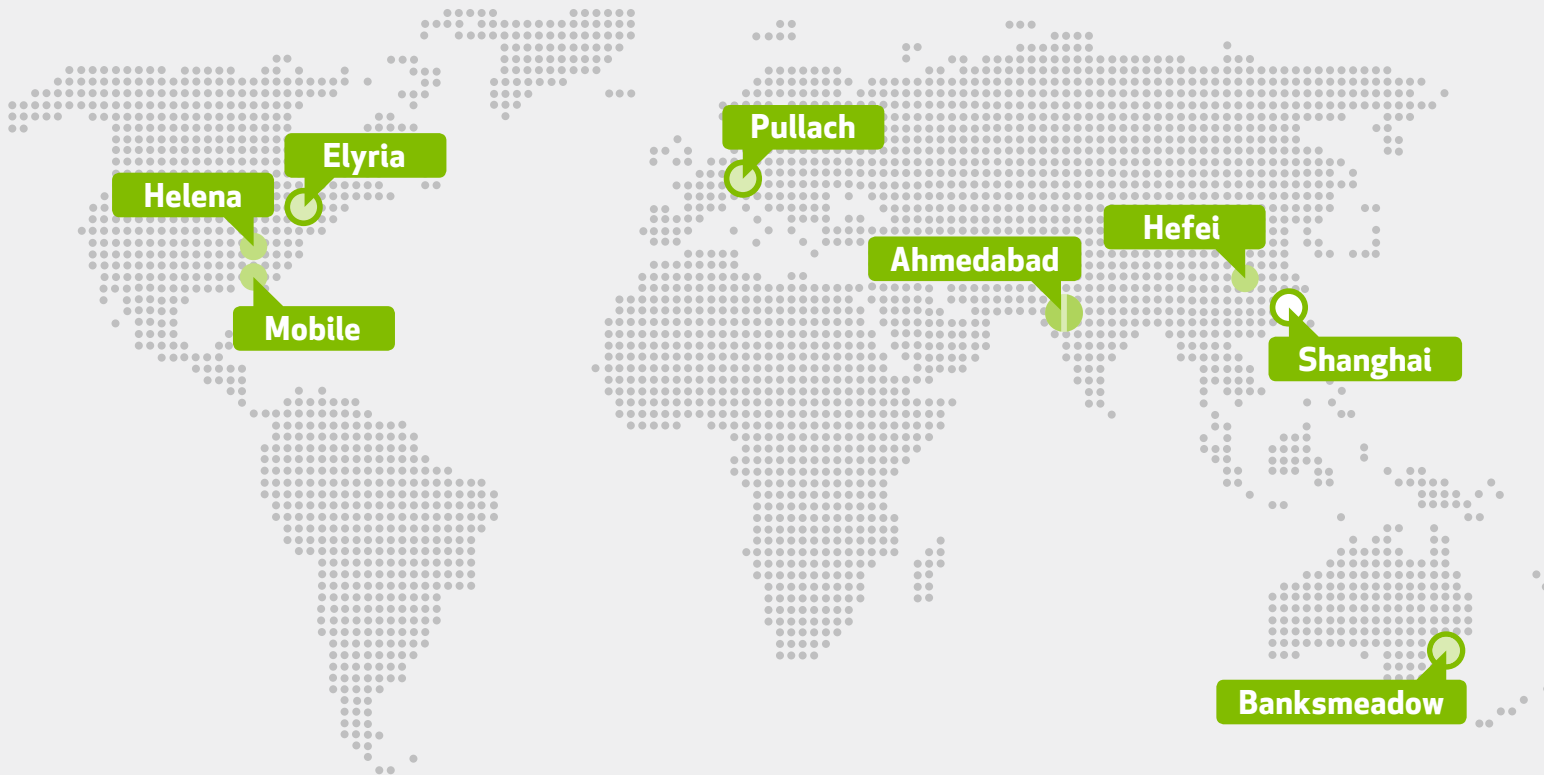 Pullach
Elyria
Helena
Hefei
Ahmedabad
Mobile
Shanghai
Banksmeadow